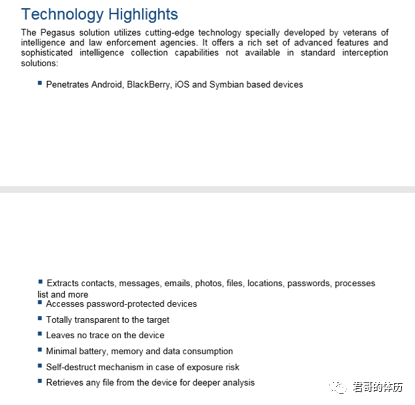 Technology Highlights
The Pegasus solution utilizes cutting-edge technology specially developed by veterans of
intelligence and law enforcement agencies. It offers a rich set of advanced features and
sophisticated intelligence collection capabilities not available in standard interception
solutions:
▪ Penetrates Android, BlackBerry, iOS and Symbian based devices
▪ Extracts contacts, messages, emails, photos, files, locations, passwords, processes
list and more
▪ Accesses password-protected devices
▪ Totally transparent to the target
▪ Leaves no trace on the device
▪ Minimal battery, memory and data consumption
▪ Self-destruct mechanism in case of exposure risk
▪ Retrieves any file from the device for deeper analysis
君哥的体历